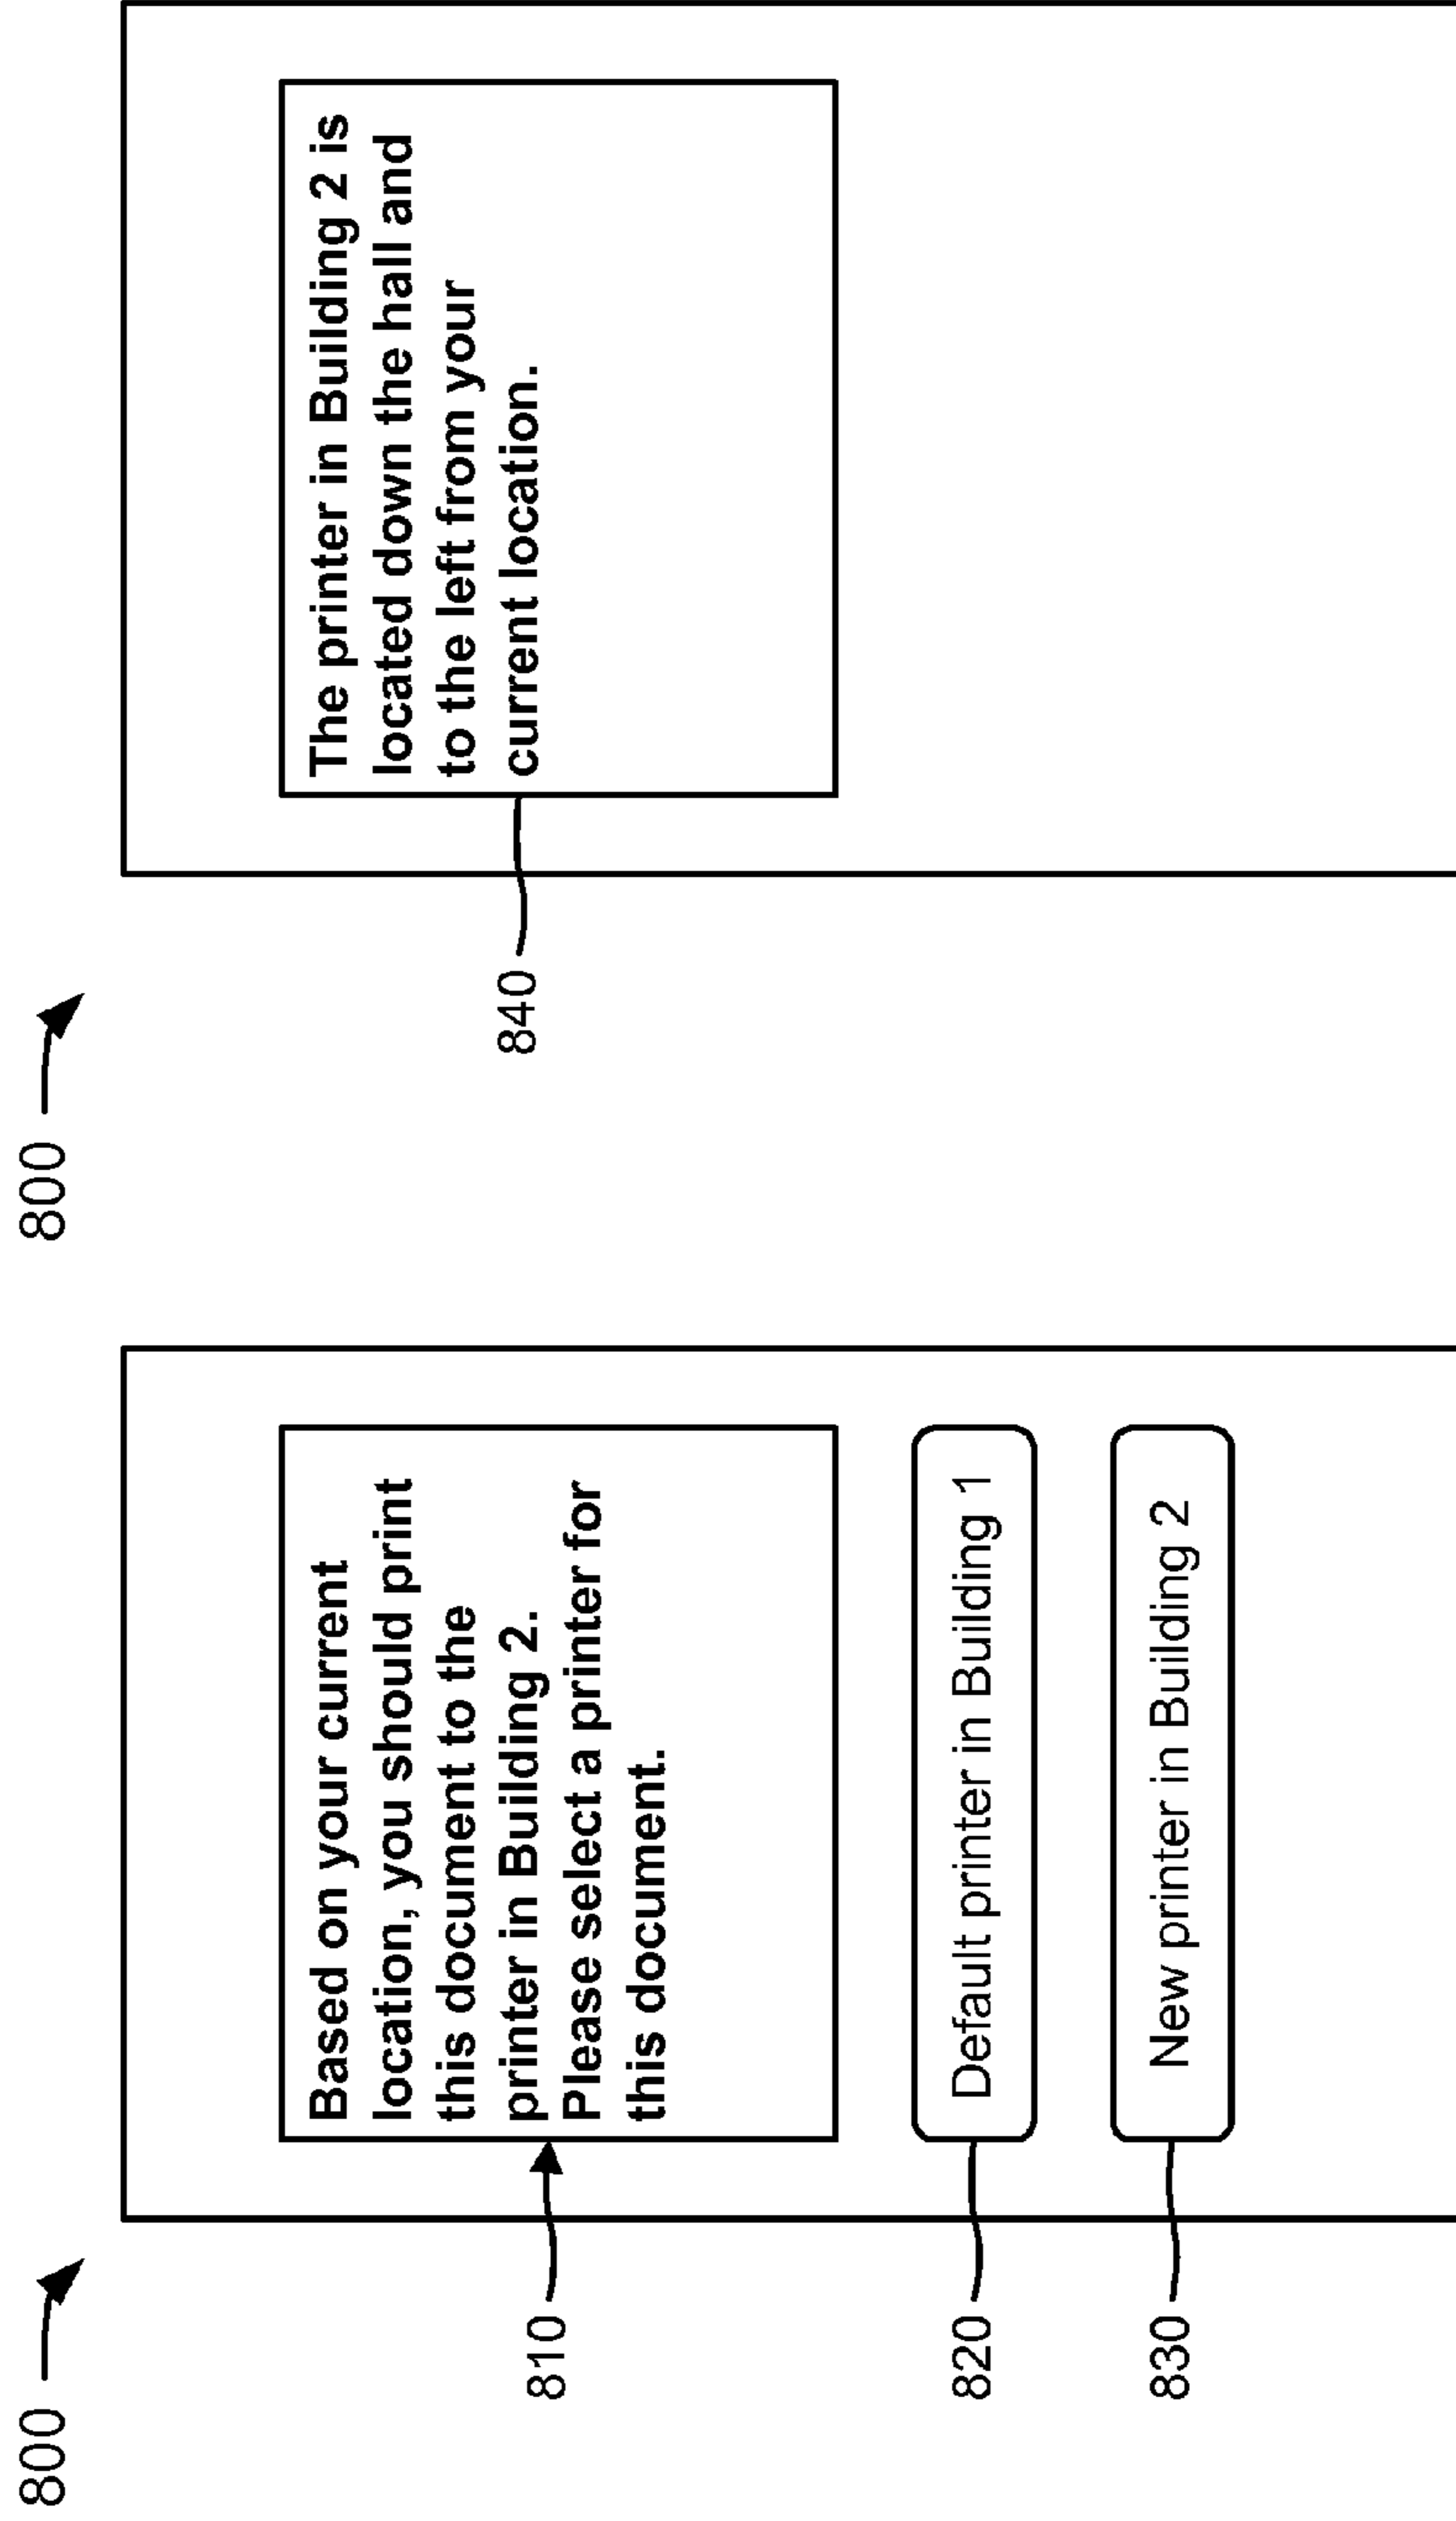 800
810
Based on your current
location, you should print
this document to the
printer in Building 2.
Please select a printer for
this document.
820
Default printer in Building 1
830
New printer in Building 2
800
840
The printer in Building 2 is
located down the hall and
to the left from your
current location.